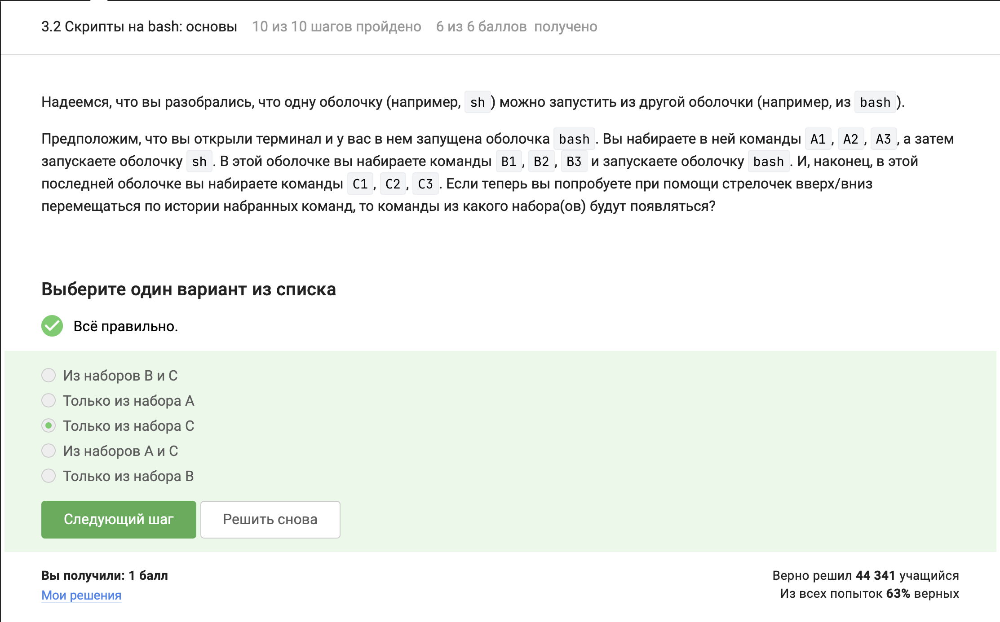 3.2 Скрипты на bash: основы 10 из 10 шагов пройдено 6 из 6 баллов получено
Надеемся, что вы разобрались, что одну оболочку (например, sh) можно запустить из другой оболочки (например, из bash).
Предположим, что вы открыли терминал и у вас в нем запущена оболочка bash. Вы набираете в ней команды A1, A2, A3, а затем
запускаете оболочку sh. В этой оболочке вы набираете команды B1, B2, B3 и запускаете оболочку bash. И, наконец, в этой
последней оболочке вы набираете команды C1, C2, C3. Если теперь вы попробуете при помощи стрелочек вверх/вниз
перемещаться по истории набранных команд, то команды из какого набора(ов) будут появляться?
Выберите один вариант из списка
Всё правильно.
Из наборов B и C
Только из набора A
Только из набора C
Из наборов A и C
Только из набора B
Следующий шаг Решить снова
Вы получили: 1 балл
Мои решения
Верно решил 44 341 учащийся
Из всех попыток 63% верных